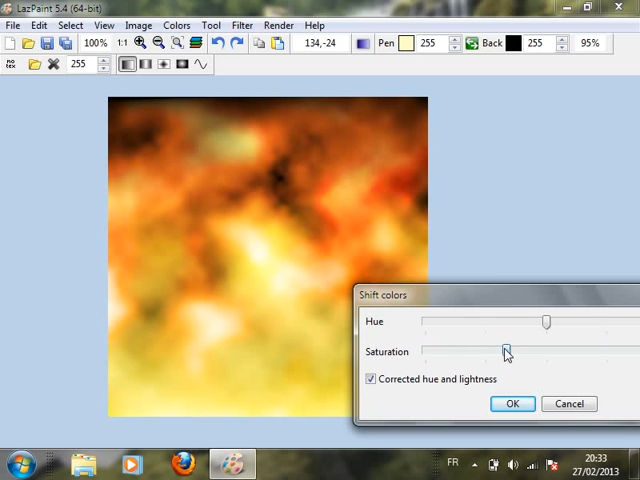 LazPaint 5.4 (64-bit)
File Edit Select View Image Colors Tool Filter Render Help
100% 1:1 134,-24 Pen 255 Back 255 95%
no tex 255
Shift colors
Hue
Saturation
Corrected hue and lightness
OK Cancel
FR 20:33
27/02/2013